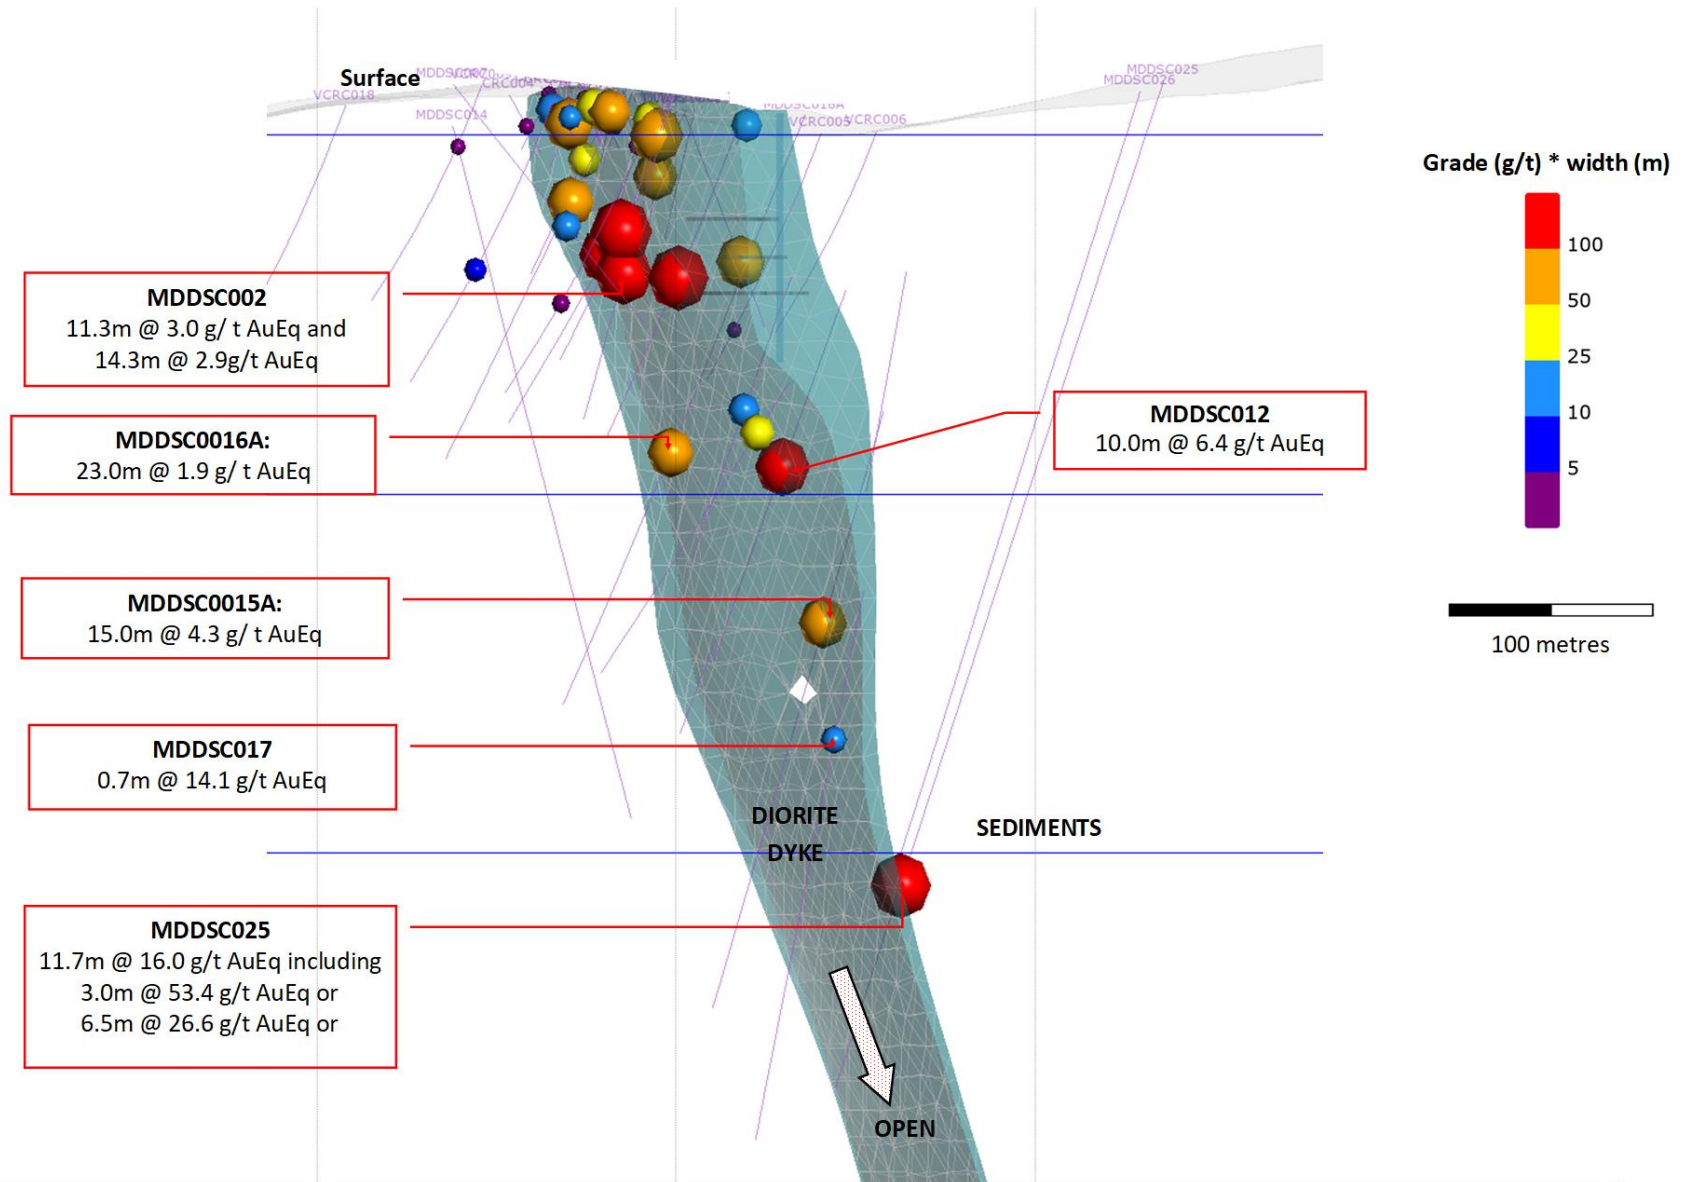 Surface
MDDSC007
VCRC018
CRC004
MDDSC014
MDDSC016A
VCRC005
VCRC006
MDDSC025
MDDSC026
Grade (g/t) * width (m)
100
50
25
10
5
100 metres
MDDSC002
11.3m @ 3.0 g/ t AuEq and
14.3m @ 2.9g/t AuEq
MDDSC0016A:
23.0m @ 1.9 g/ t AuEq
MDDSC012
10.0m @ 6.4 g/t AuEq
MDDSC0015A:
15.0m @ 4.3 g/ t AuEq
MDDSC017
0.7m @ 14.1 g/t AuEq
DIORITE
DYKE
SEDIMENTS
MDDSC025
11.7m @ 16.0 g/t AuEq including
3.0m @ 53.4 g/t AuEq or
6.5m @ 26.6 g/t AuEq or
OPEN